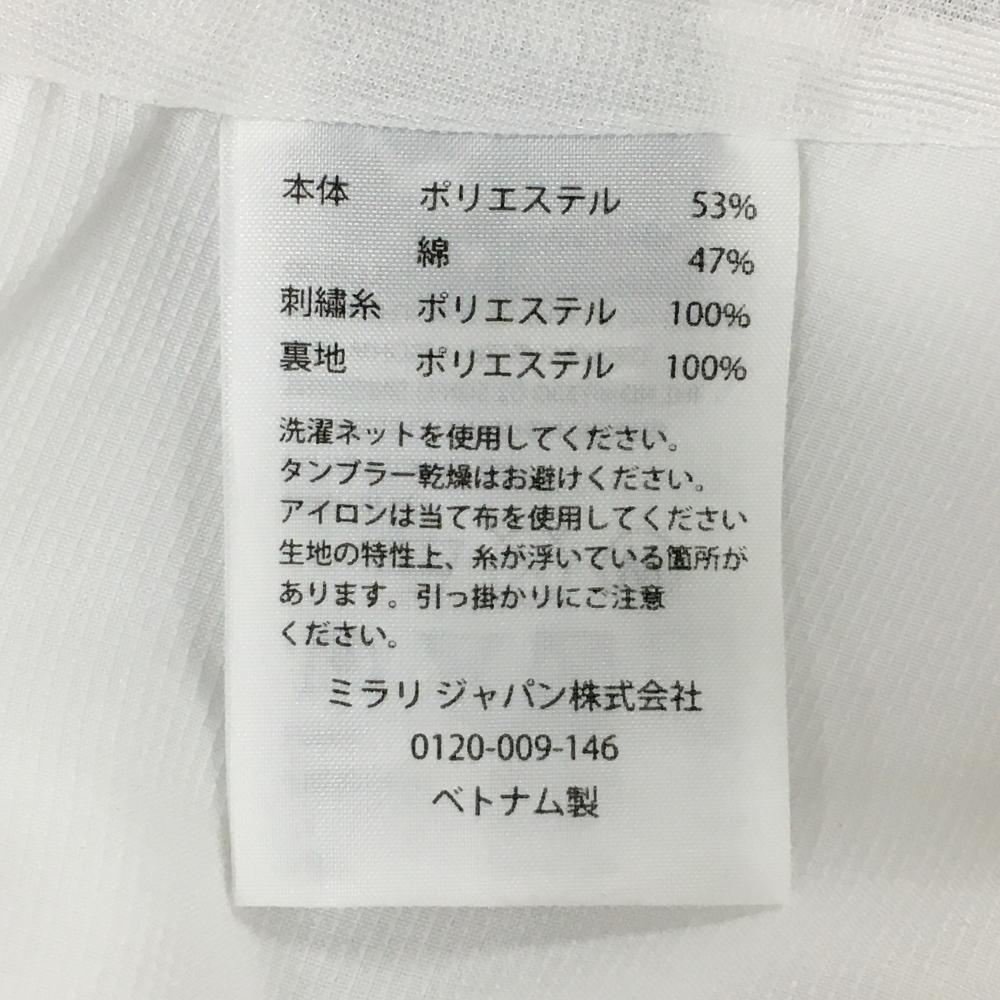 本体 ポリエステル 53%
綿 47%
刺繍糸 ポリエステル 100%
裏地 ポリエステル 100%
洗濯ネットを使用してください。
タンブラー乾燥はお避けください。
アイロンは当て布を使用してください
生地の特性上、糸が浮いている箇所が
あります。引っ掛かりにご注意
ください。
ミラリ ジャパン株式会社
0120-009-146
ベトナム製